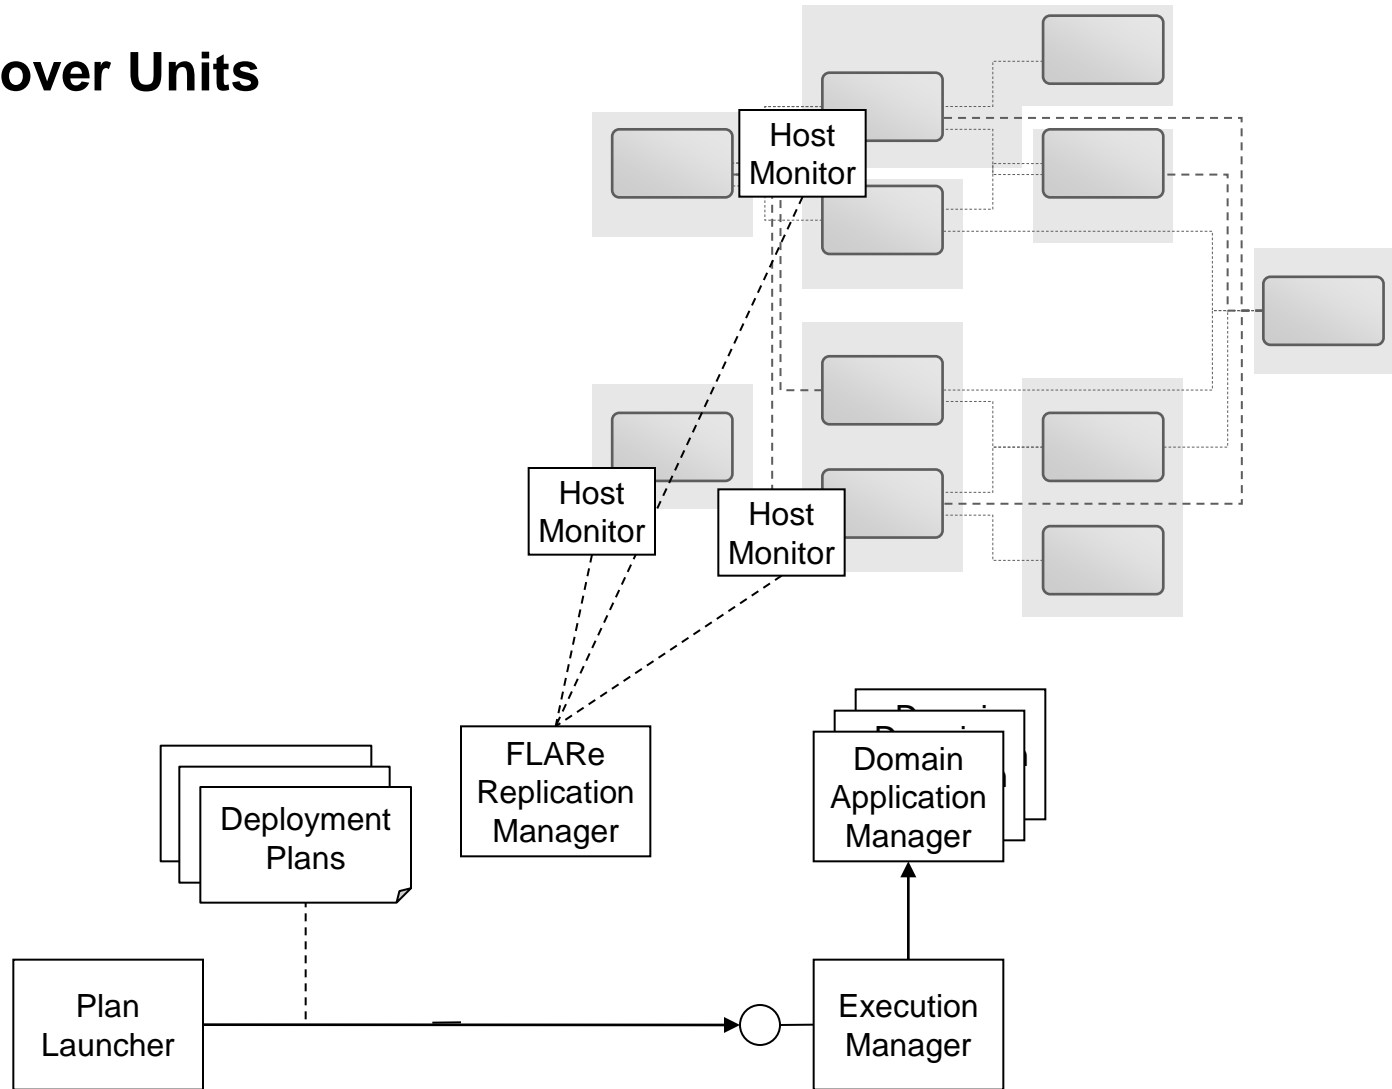 over Units
Host
Monitor
Host
Monitor
Host
Monitor
FLARe
Replication
Manager
Domain
Application
Manager
Deployment
Plans
Plan
Launcher
Execution
Manager